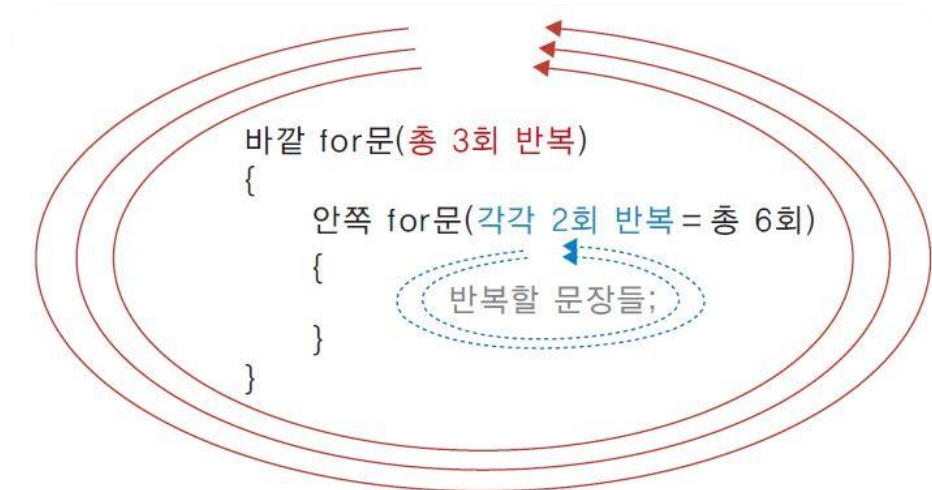 바깥 for문(총 3회 반복)
{
안쪽 for문(각각 2회 반복=총 6회)
{
반복할 문장들;
}
}